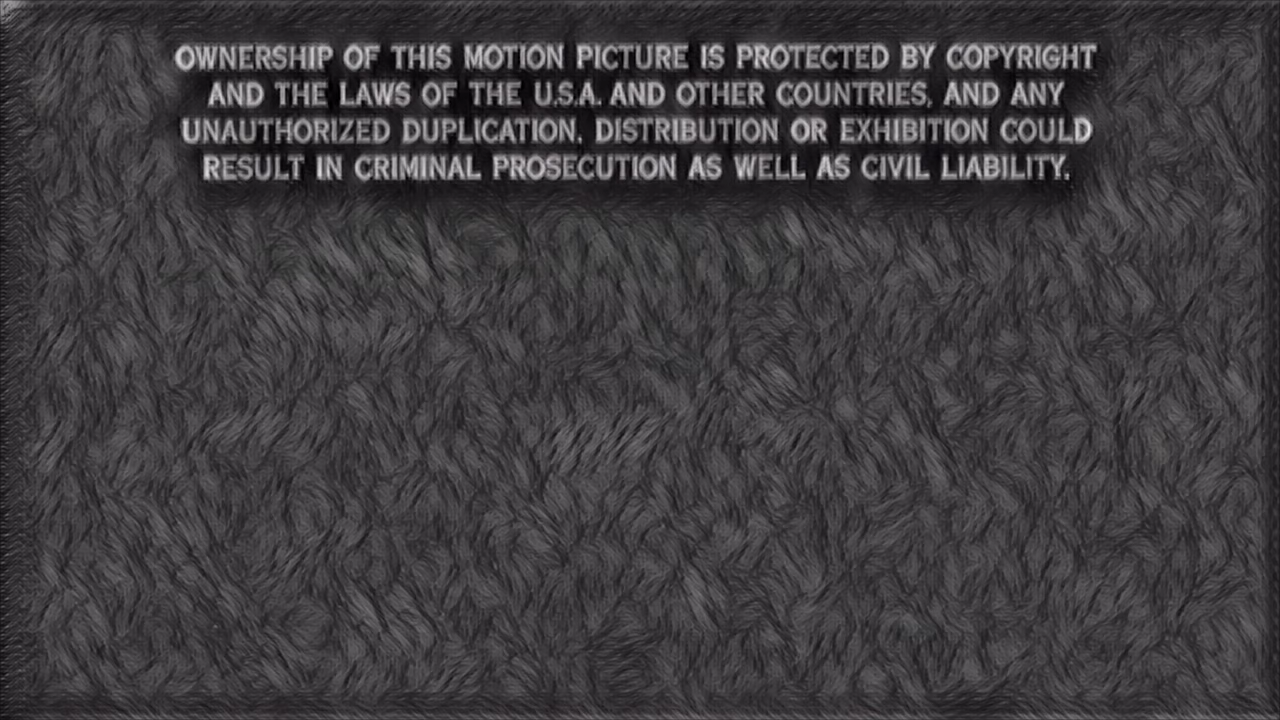 OWNERSHIP OF THIS MOTION PICTURE IS PROTECTED BY COPYRIGHT
AND THE LAWS OF THE U.S.A. AND OTHER COUNTRIES, AND ANY
UNAUTHORIZED DUPLICATION, DISTRIBUTION OR EXHIBITION COULD
RESULT IN CRIMINAL PROSECUTION AS WELL AS CIVIL LIABILITY.